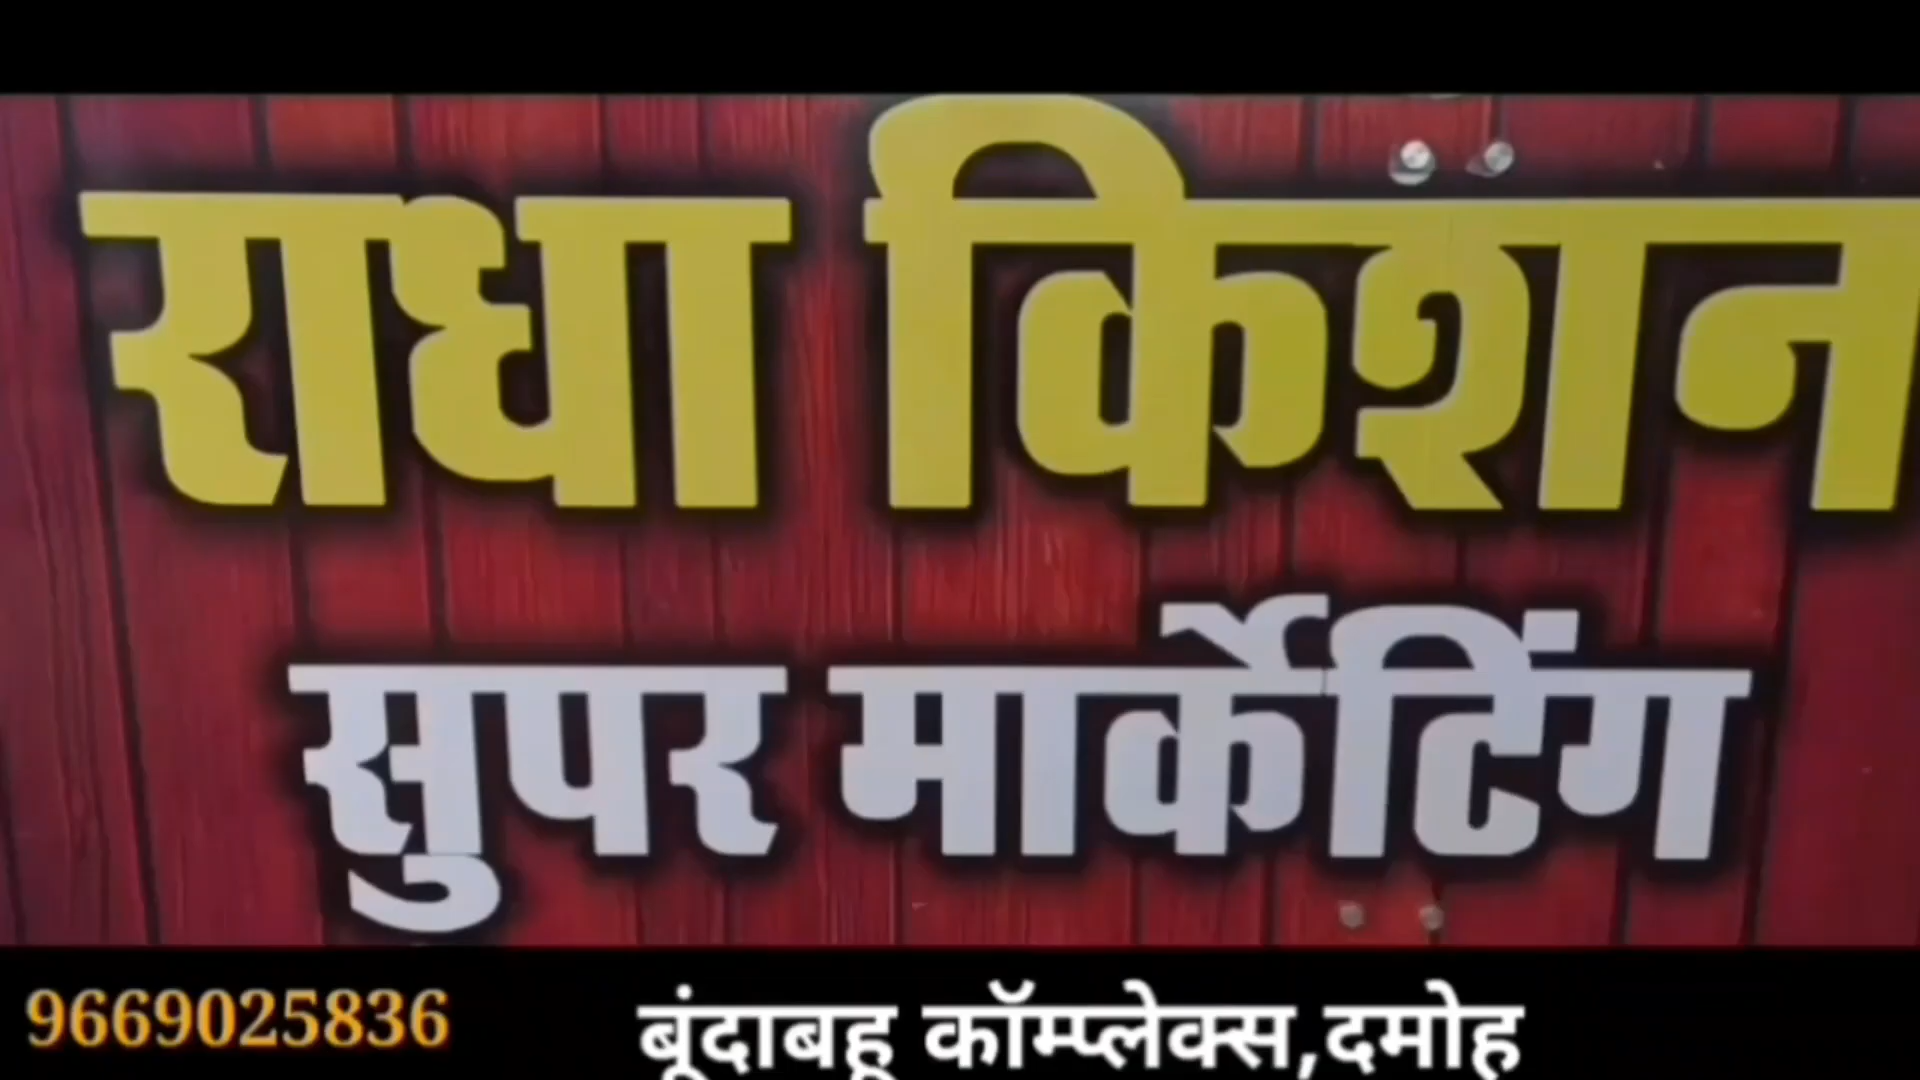 राधा किशन
सुपर मार्केटिंग
9669025836 बूंदाबहू कॉम्प्लेक्स,दमोह